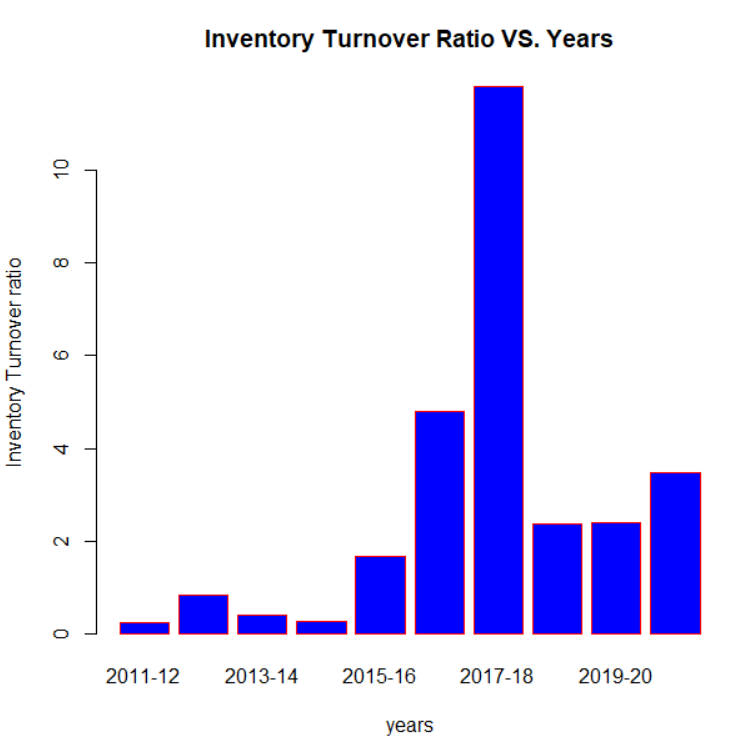 Inventory Turnover Ratio VS. Years
Inventory Turnover ratio
10
8
6
4
2
0
2011-12 2013-14 2015-16 2017-18 2019-20
years